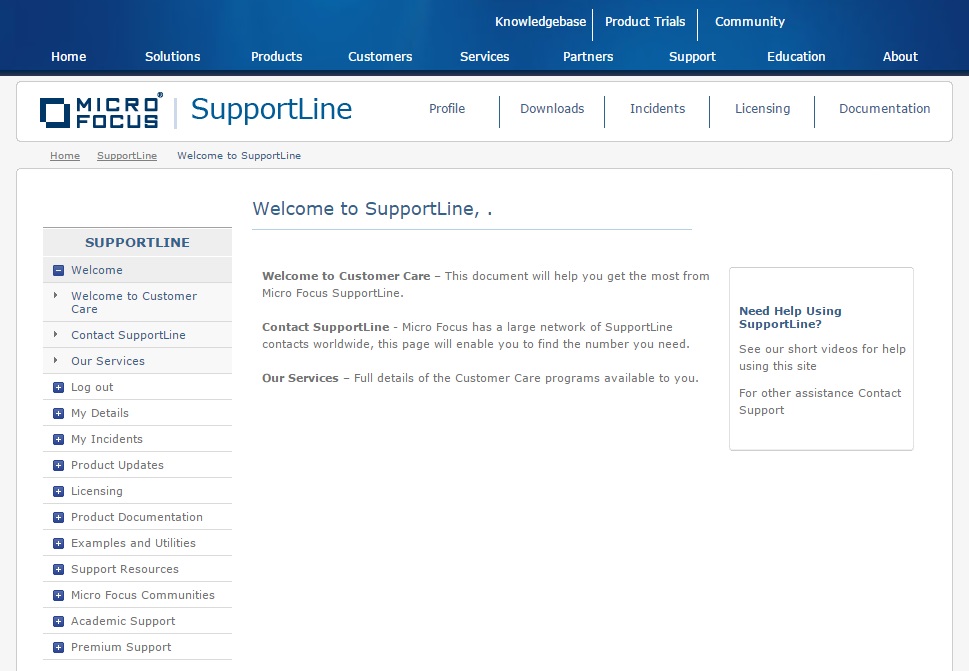 Knowledgebase Product Trials Community
Home Solutions Products Customers Services Partners Support Education About
MICRO FOCUS® SupportLine Profile Downloads Incidents Licensing Documentation
Home SupportLine Welcome to SupportLine
Welcome to SupportLine, .
SUPPORTLINE
Welcome
Welcome to Customer
Care
Contact SupportLine
Our Services
Log out
My Details
My Incidents
Product Updates
Licensing
Product Documentation
Examples and Utilities
Support Resources
Micro Focus Communities
Academic Support
Premium Support
Welcome to Customer Care – This document will help you get the most from
Micro Focus SupportLine.
Contact SupportLine - Micro Focus has a large network of SupportLine
contacts worldwide, this page will enable you to find the number you need.
Our Services – Full details of the Customer Care programs available to you.
Need Help Using
SupportLine?
See our short videos for help
using this site
For other assistance Contact
Support